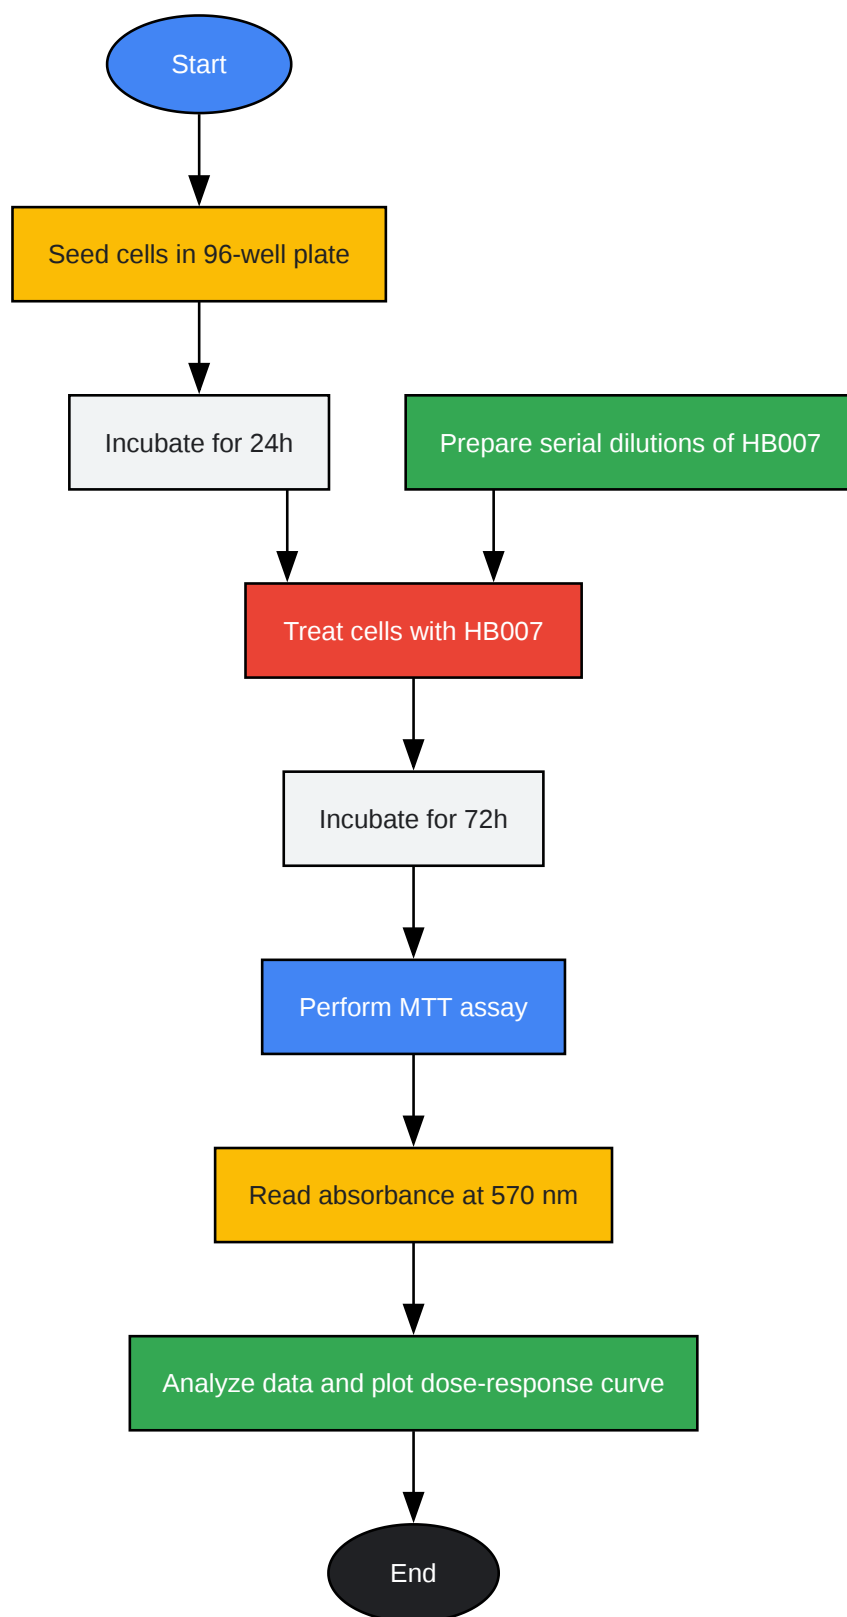 Start
Seed cells in 96-well plate
Incubate for 24h
Prepare serial dilutions of HB007
Treat cells with HB007
Incubate for 72h
Perform MTT assay
Read absorbance at 570 nm
Analyze data and plot dose-response curve
End